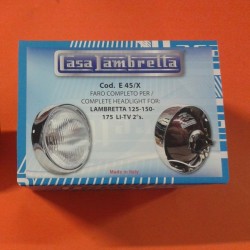 Casa Lambretta
Cod. E 45/X
FARO COMPLETO PER /
COMPLETE HEADLIGHT FOR:
LAMBRETTA 125-150-
175 LI-TV 2°s.
Made in Italy